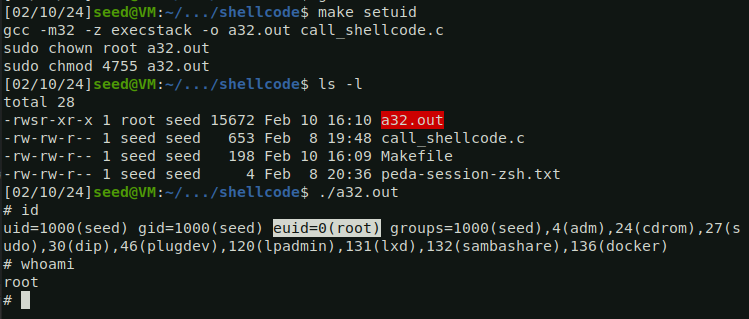 [02/10/24]seed@VM:~/.../shellcode$ make setuid
gcc -m32 -z execstack -o a32.out call_shellcode.c
sudo chown root a32.out
sudo chmod 4755 a32.out
[02/10/24]seed@VM:~/.../shellcode$ ls -l
total 28
-rwsr-xr-x 1 root seed 15672 Feb 10 16:10 a32.out
-rw-rw-r-- 1 seed seed   653 Feb  8 19:48 call_shellcode.c
-rw-rw-r-- 1 seed seed   198 Feb 10 16:09 Makefile
-rw-rw-r-- 1 seed seed     4 Feb  8 20:21 peda-session-zsh.txt
[02/10/24]seed@VM:~/.../shellcode$ ./a32.out
# id
uid=1000(seed) gid=1000(seed) euid=0(root) groups=1000(seed),4(adm),24(cdrom),27(s
udo),30(dip),46(plugdev),120(lpadmin),131(lxd),132(sambashare),136(docker)
# whoami
root
#